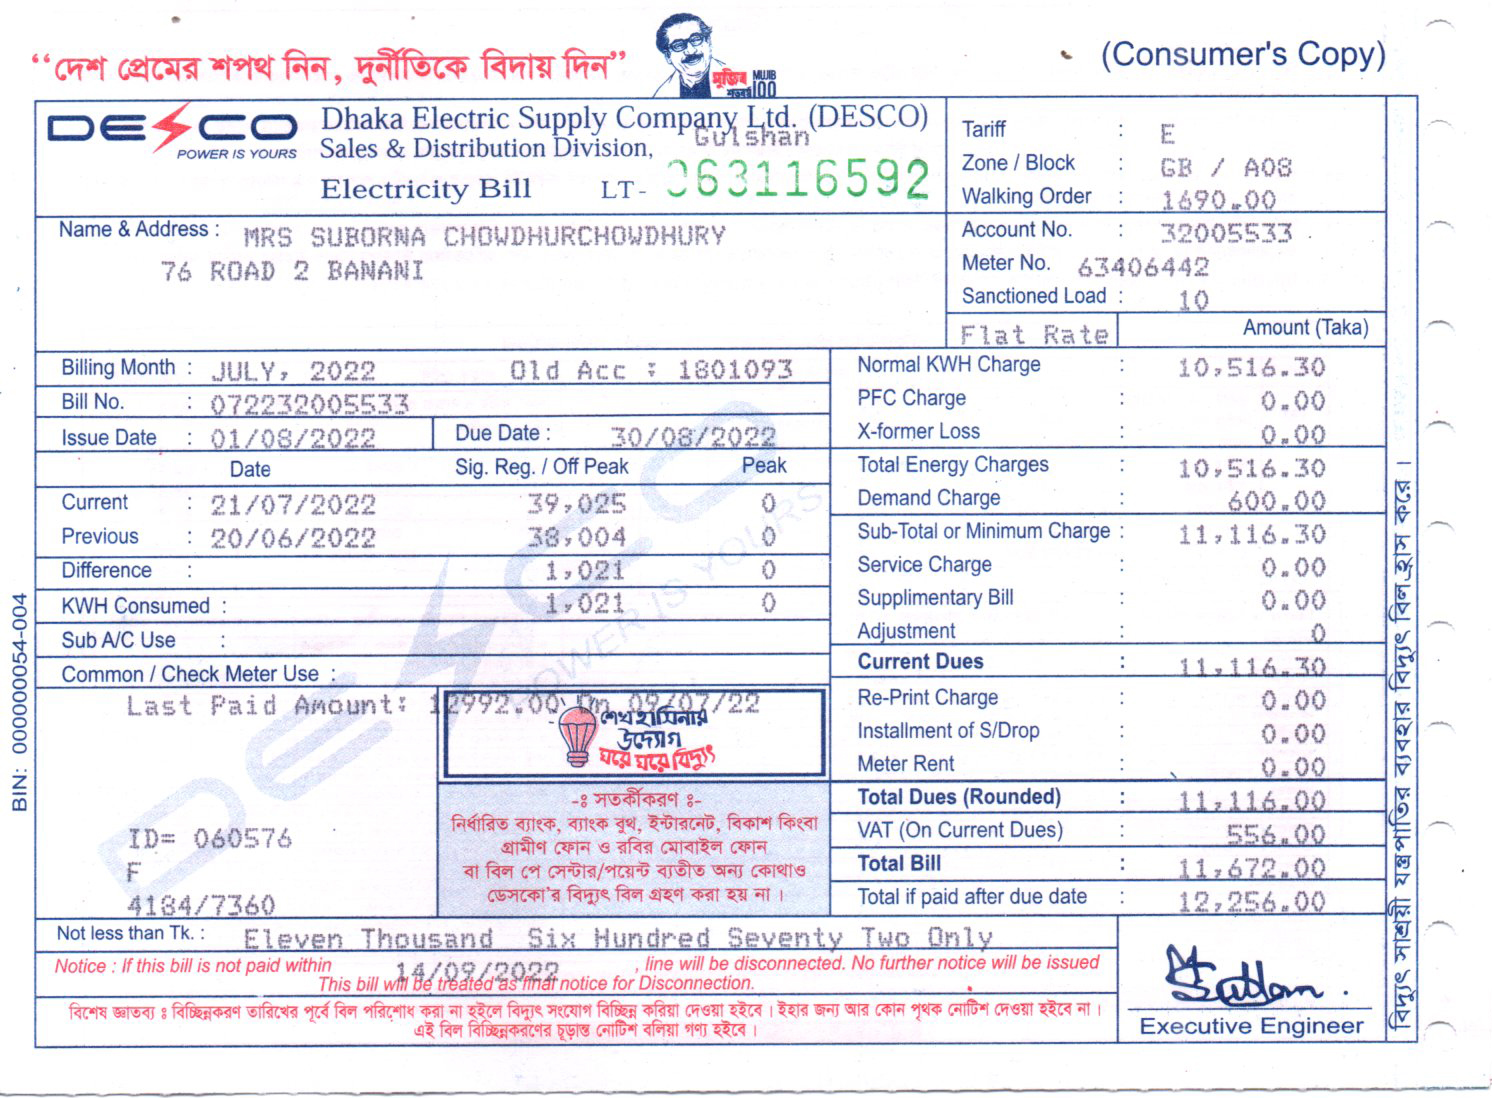 “দেশ প্রেমের শপথ নিন, দুর্নীতিকে বিদায় দিন”
মুজিব শতবর্ষ MUJIB 100
(Consumer's Copy)
DESCO
POWER IS YOURS
Dhaka Electric Supply Company Ltd. (DESCO)
Sales & Distribution Division, Gulshan
Electricity Bill LT- 063116592
Tariff : E
Zone / Block : GB / A08
Walking Order : 1690.00
Name & Address : MRS SUBORNA CHOWDHURCHOWDHURY
76 ROAD 2 BANANI
Account No. : 32005533
Meter No. 63406442
Sanctioned Load : 10
Flat Rate Amount (Taka)
Billing Month : JULY, 2022 Old Acc : 1801093
Bill No. : 072232005533
Issue Date : 01/08/2022 Due Date : 30/08/2022
Date Sig. Reg. / Off Peak Peak
Current : 21/07/2022 39,025 0
Previous : 20/06/2022 38,004 0
Difference : 1,021 0
KWH Consumed : 1,021 0
Sub A/C Use :
Common / Check Meter Use :
Last Paid Amount: 12992.00 On 09/07/22
শেখ হাসিনার
উদ্যোগ
ঘরে ঘরে বিদ্যুৎ
ID= 060576
F
4184/7360
-ঃ সতর্কীকরণ ঃ-
নির্ধারিত ব্যাংক, ব্যাংক বুথ, ইন্টারনেট, বিকাশ কিংবা
গ্রামীণ ফোন ও রবির মোবাইল ফোন
বা বিল পে সেন্টার/পয়েন্ট ব্যতীত অন্য কোথাও
ডেসকো'র বিদ্যুৎ বিল গ্রহণ করা হয় না ।
Normal KWH Charge : 10,516.30
PFC Charge : 0.00
X-former Loss : 0.00
Total Energy Charges : 10,516.30
Demand Charge : 600.00
Sub-Total or Minimum Charge : 11,116.30
Service Charge : 0.00
Supplimentary Bill : 0.00
Adjustment : 0
Current Dues : 11,116.30
Re-Print Charge : 0.00
Installment of S/Drop : 0.00
Meter Rent : 0.00
Total Dues (Rounded) : 11,116.00
VAT (On Current Dues) : 556.00
Total Bill : 11,672.00
Total if paid after due date : 12,256.00
Not less than Tk. : Eleven Thousand Six Hundred Seventy Two Only
Notice : If this bill is not paid within 14/09/2022 , line will be disconnected. No further notice will be issued
This bill will be treated as final notice for Disconnection.
বিশেষ জ্ঞাতব্য ঃ বিচ্ছিন্নকরণ তারিখের পূর্বে বিল পরিশোধ করা না হইলে বিদ্যুৎ সংযোগ বিচ্ছিন্ন করিয়া দেওয়া হইবে । ইহার জন্য আর কোন পৃথক নোটিশ দেওয়া হইবে না ।
এই বিল বিচ্ছিন্নকরণের চূড়ান্ত নোটিশ বলিয়া গণ্য হইবে ।
Executive Engineer
BIN: 000000054-004
বিদ্যুৎ সাশ্রয়ী যন্ত্রপাতির ব্যবহার বিদ্যুৎ বিল হ্রাস করে ।
DESCO
POWER IS YOURS